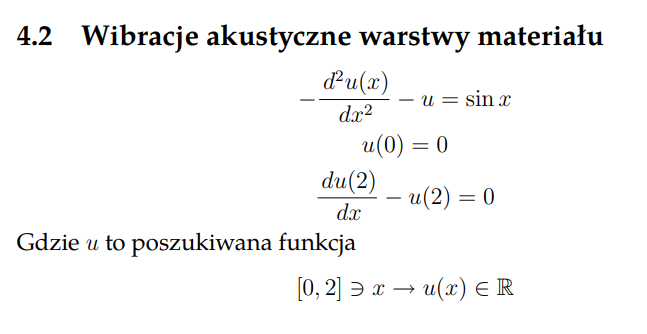 4.2 Wibracje akustyczne warstwy materiału
$$-\frac{d^2u(x)}{dx^2} - u = \sin x$$
$$u(0) = 0$$
$$\frac{du(2)}{dx} - u(2) = 0$$
Gdzie $u$ to poszukiwana funkcja
$$[0, 2] \ni x \to u(x) \in \mathbb{R}$$